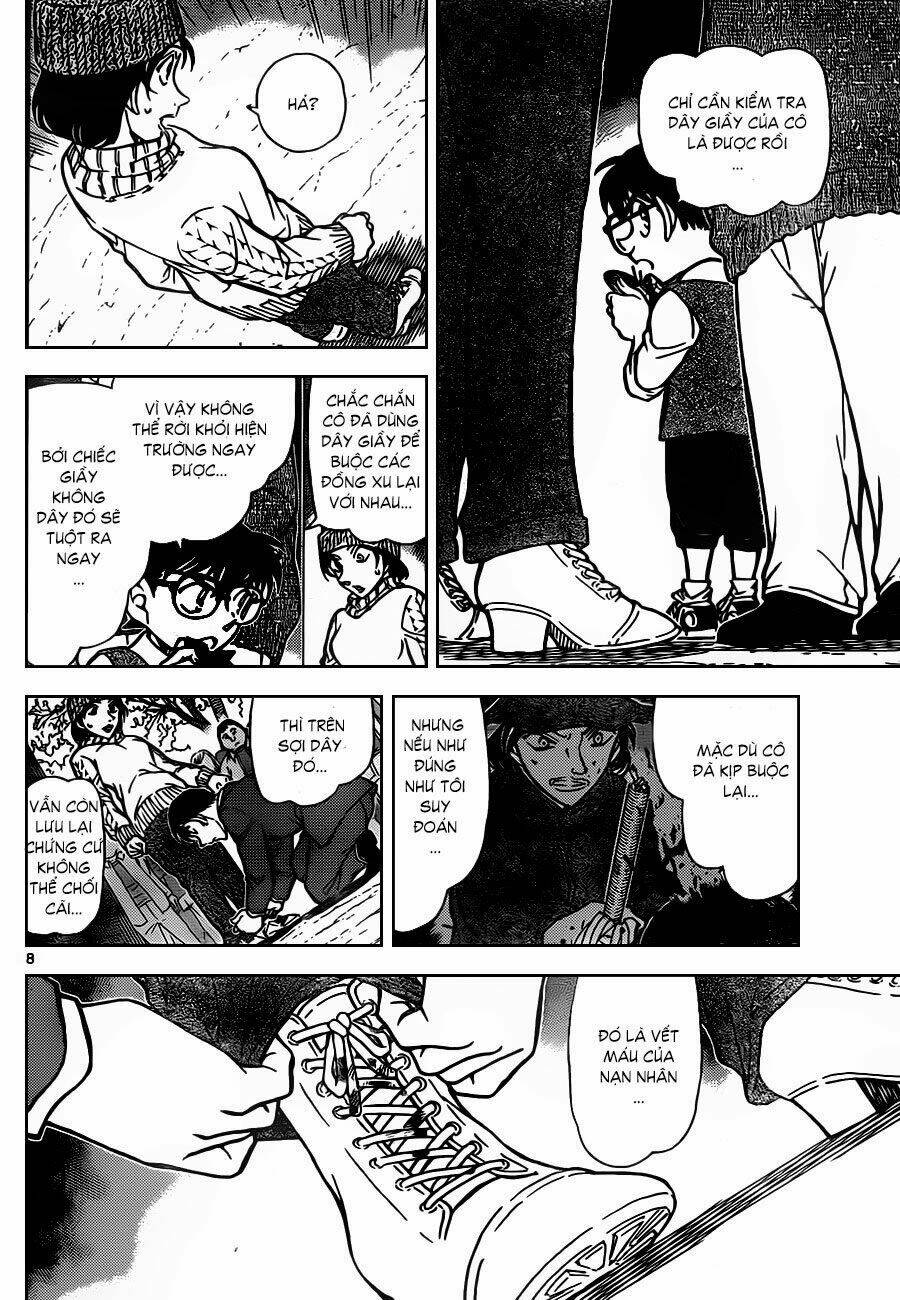 CHỈ CẦN KIỂM TRA
DÂY GIẦY CỦA CÔ
LÀ ĐƯỢC RỒI
...
HẢ?
CHẮC CHẮN
CÔ ĐÃ DÙNG
DÂY GIẦY ĐỂ
BUỘC CÁC
ĐỒNG XU LẠI
VỚI NHAU...
VÌ VẬY KHÔNG
THỂ RỜI KHỎI HIỆN
TRƯỜNG NGAY
ĐƯỢC...
BỞI CHIẾC
GIẦY
KHÔNG
DÂY ĐÓ SẼ
TUỘT RA
NGAY
...
MẶC DÙ CÔ
ĐÃ KỊP BUỘC
LẠI...
NHƯNG
NẾU NHƯ
ĐÚNG
NHƯ TÔI
SUY
ĐOÁN
...
THÌ TRÊN
SỢI DÂY
ĐÓ...
VẪN CÒN
LƯU LẠI
CHỨNG CỨ
KHÔNG
THỂ CHỐI
CÃI...
8
ĐÓ LÀ VẾT
MÁU CỦA
NẠN NHÂN
...